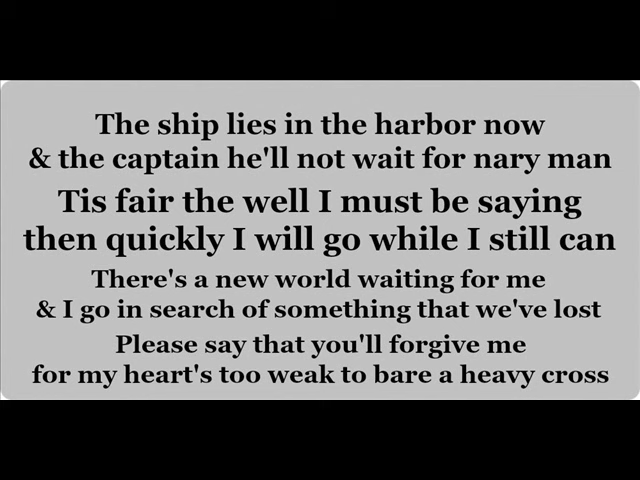 The ship lies in the harbor now
& the captain he'll not wait for nary man
Tis fair the well I must be saying
then quickly I will go while I still can
There's a new world waiting for me
& I go in search of something that we've lost
Please say that you'll forgive me
for my heart's too weak to bare a heavy cross